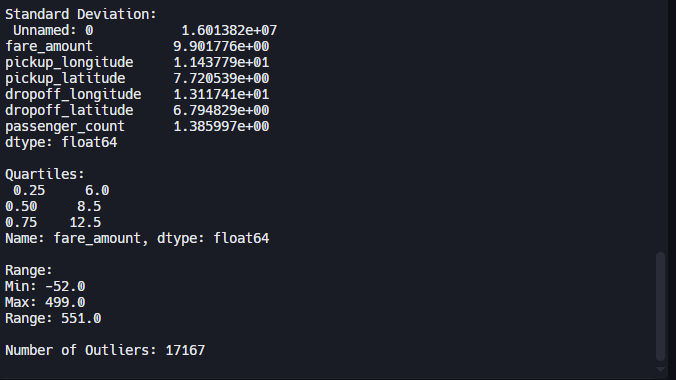 Standard Deviation:
Unnamed: 0           1.601382e+07
fare_amount          9.901776e+00
pickup_longitude     1.143779e+01
pickup_latitude      7.720539e+00
dropoff_longitude    1.311741e+01
dropoff_latitude     6.794829e+00
passenger_count      1.385997e+00
dtype: float64
Quartiles:
0.25     6.0
0.50     8.5
0.75    12.5
Name: fare_amount, dtype: float64
Range:
Min: -52.0
Max: 499.0
Range: 551.0
Number of Outliers: 17167